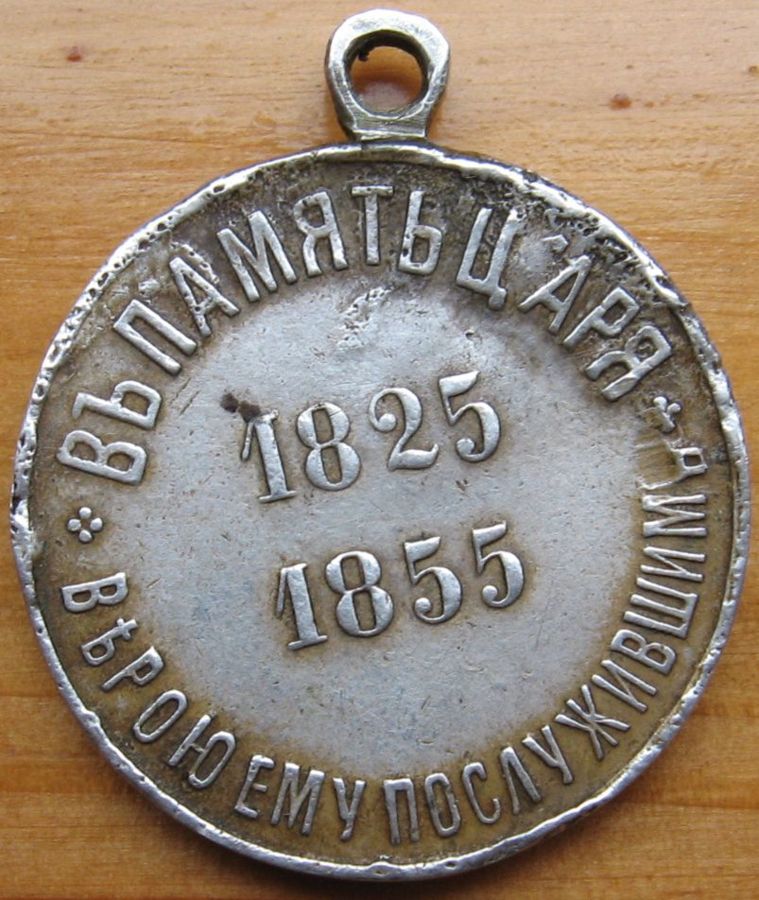 ВЪ ПАМЯТЬ ЦАРЯ
1825
1855
ВѢРОЮ ЕМУ ПОСЛУЖИВШИМЪ